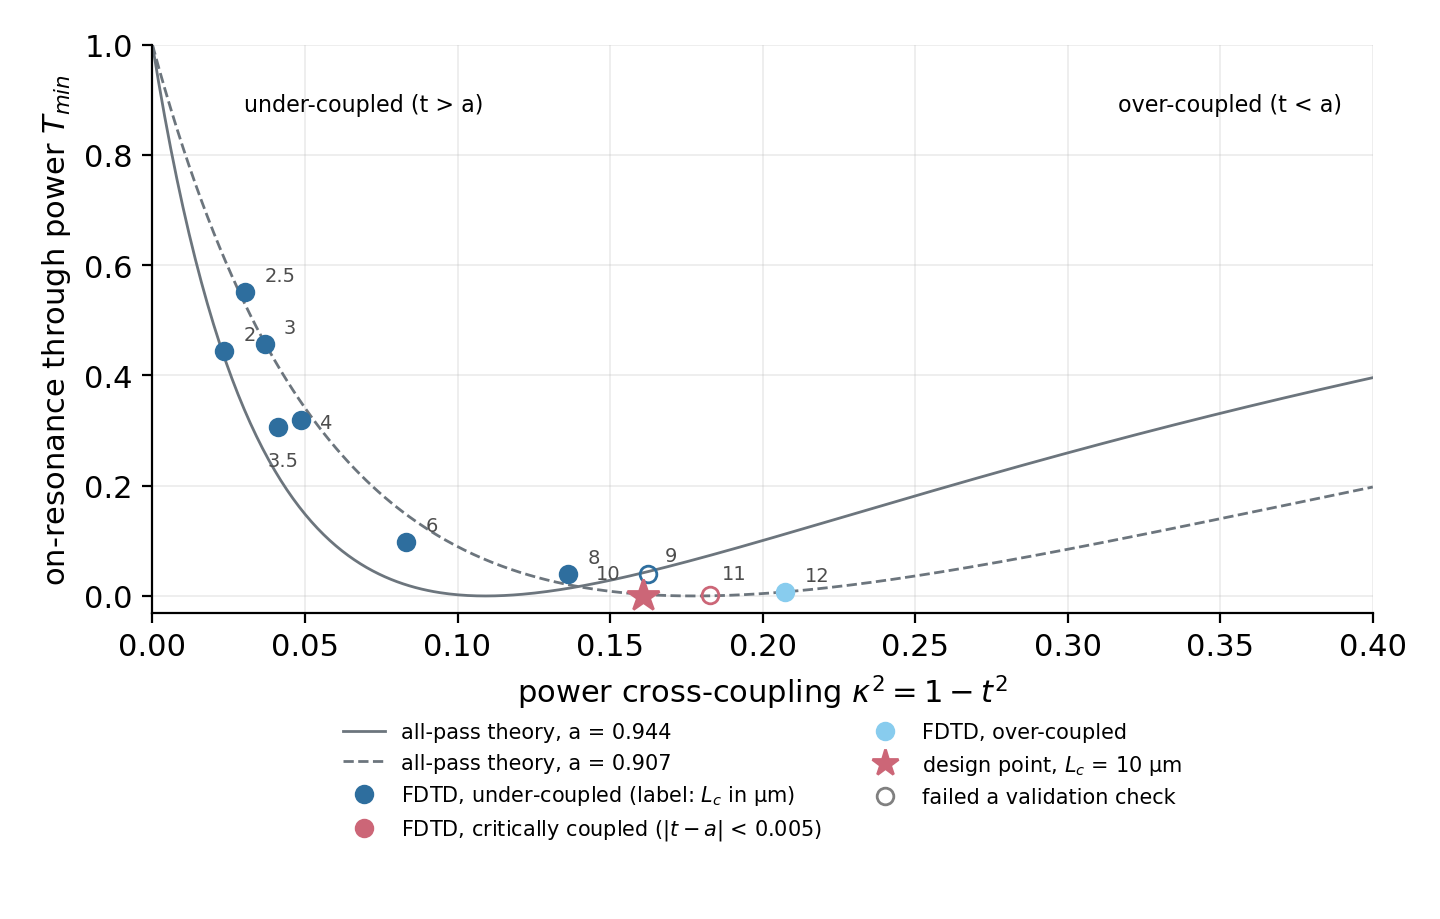 on-resonance through power T_min
1.0
0.8
0.6
0.4
0.2
0.0
under-coupled (t > a)
over-coupled (t < a)
2.5
2
3
4
3.5
6
8
10
9
11
12
0.00 0.05 0.10 0.15 0.20 0.25 0.30 0.35 0.40
power cross-coupling κ² = 1 − t²
all-pass theory, a = 0.944
all-pass theory, a = 0.907
FDTD, under-coupled (label: L_c in µm)
FDTD, critically coupled (|t − a| < 0.005)
FDTD, over-coupled
design point, L_c = 10 µm
failed a validation check